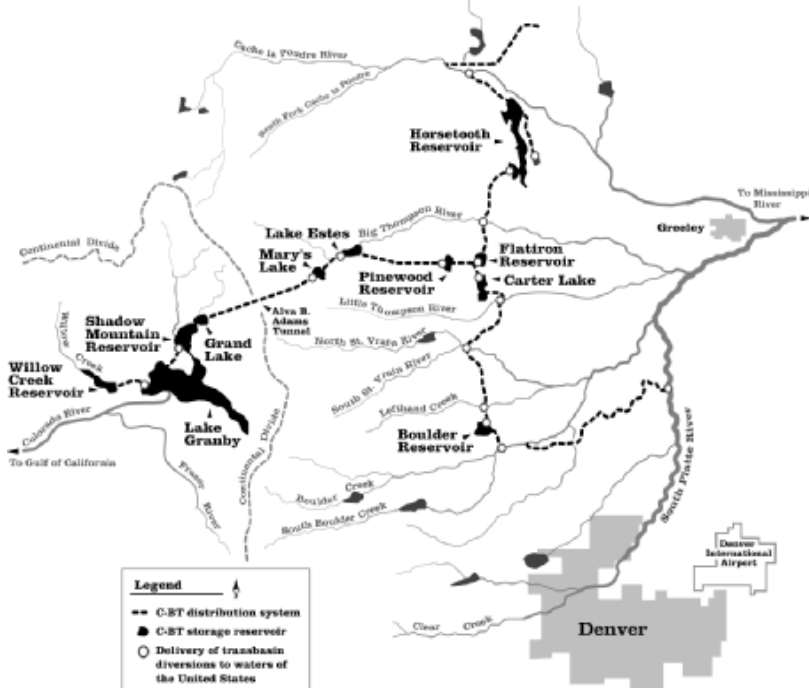 Cache la Poudre River
South Fork Cache la Poudre
Horsetooth
Reservoir
To Mississippi
River
Greeley
Continental Divide
Big Thompson River
Lake Estes
Mary's
Lake
Flatiron
Reservoir
Pinewood
Reservoir
Carter Lake
Little Thompson River
Alva B.
Adams
Tunnel
Shadow
Mountain
Reservoir
Grand
Lake
North St. Vrain River
South St. Vrain River
Willow
Creek
Willow
Creek
Reservoir
Lefthand Creek
Lake
Granby
Colorado River
To Gulf of California
Continental Divide
Boulder
Reservoir
Fraser
River
Boulder Creek
South Boulder Creek
South Platte River
Denver
International
Airport
Denver
Clear Creek
Legend
C-BT distribution system
C-BT storage reservoir
Delivery of transbasin
diversions to waters of
the United States